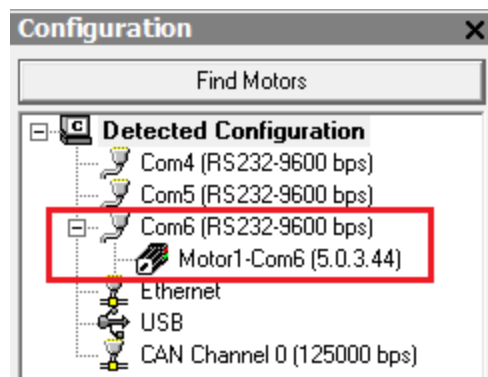 Configuration
Find Motors
Detected Configuration
Com4 (RS232-9600 bps)
Com5 (RS232-9600 bps)
Com6 (RS232-9600 bps)
Motor1-Com6 (5.0.3.44)
Ethernet
USB
CAN Channel 0 (125000 bps)